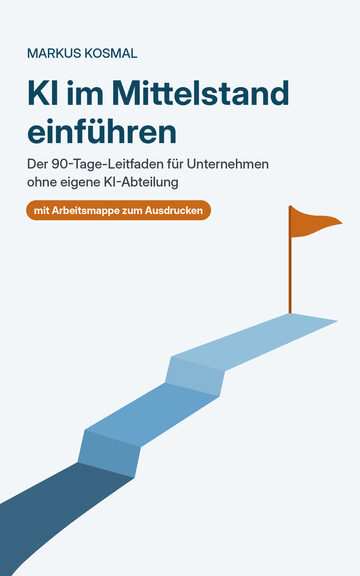 MARKUS KOSMAL
KI im Mittelstand
einführen
Der 90-Tage-Leitfaden für Unternehmen
ohne eigene KI-Abteilung
mit Arbeitsmappe zum Ausdrucken